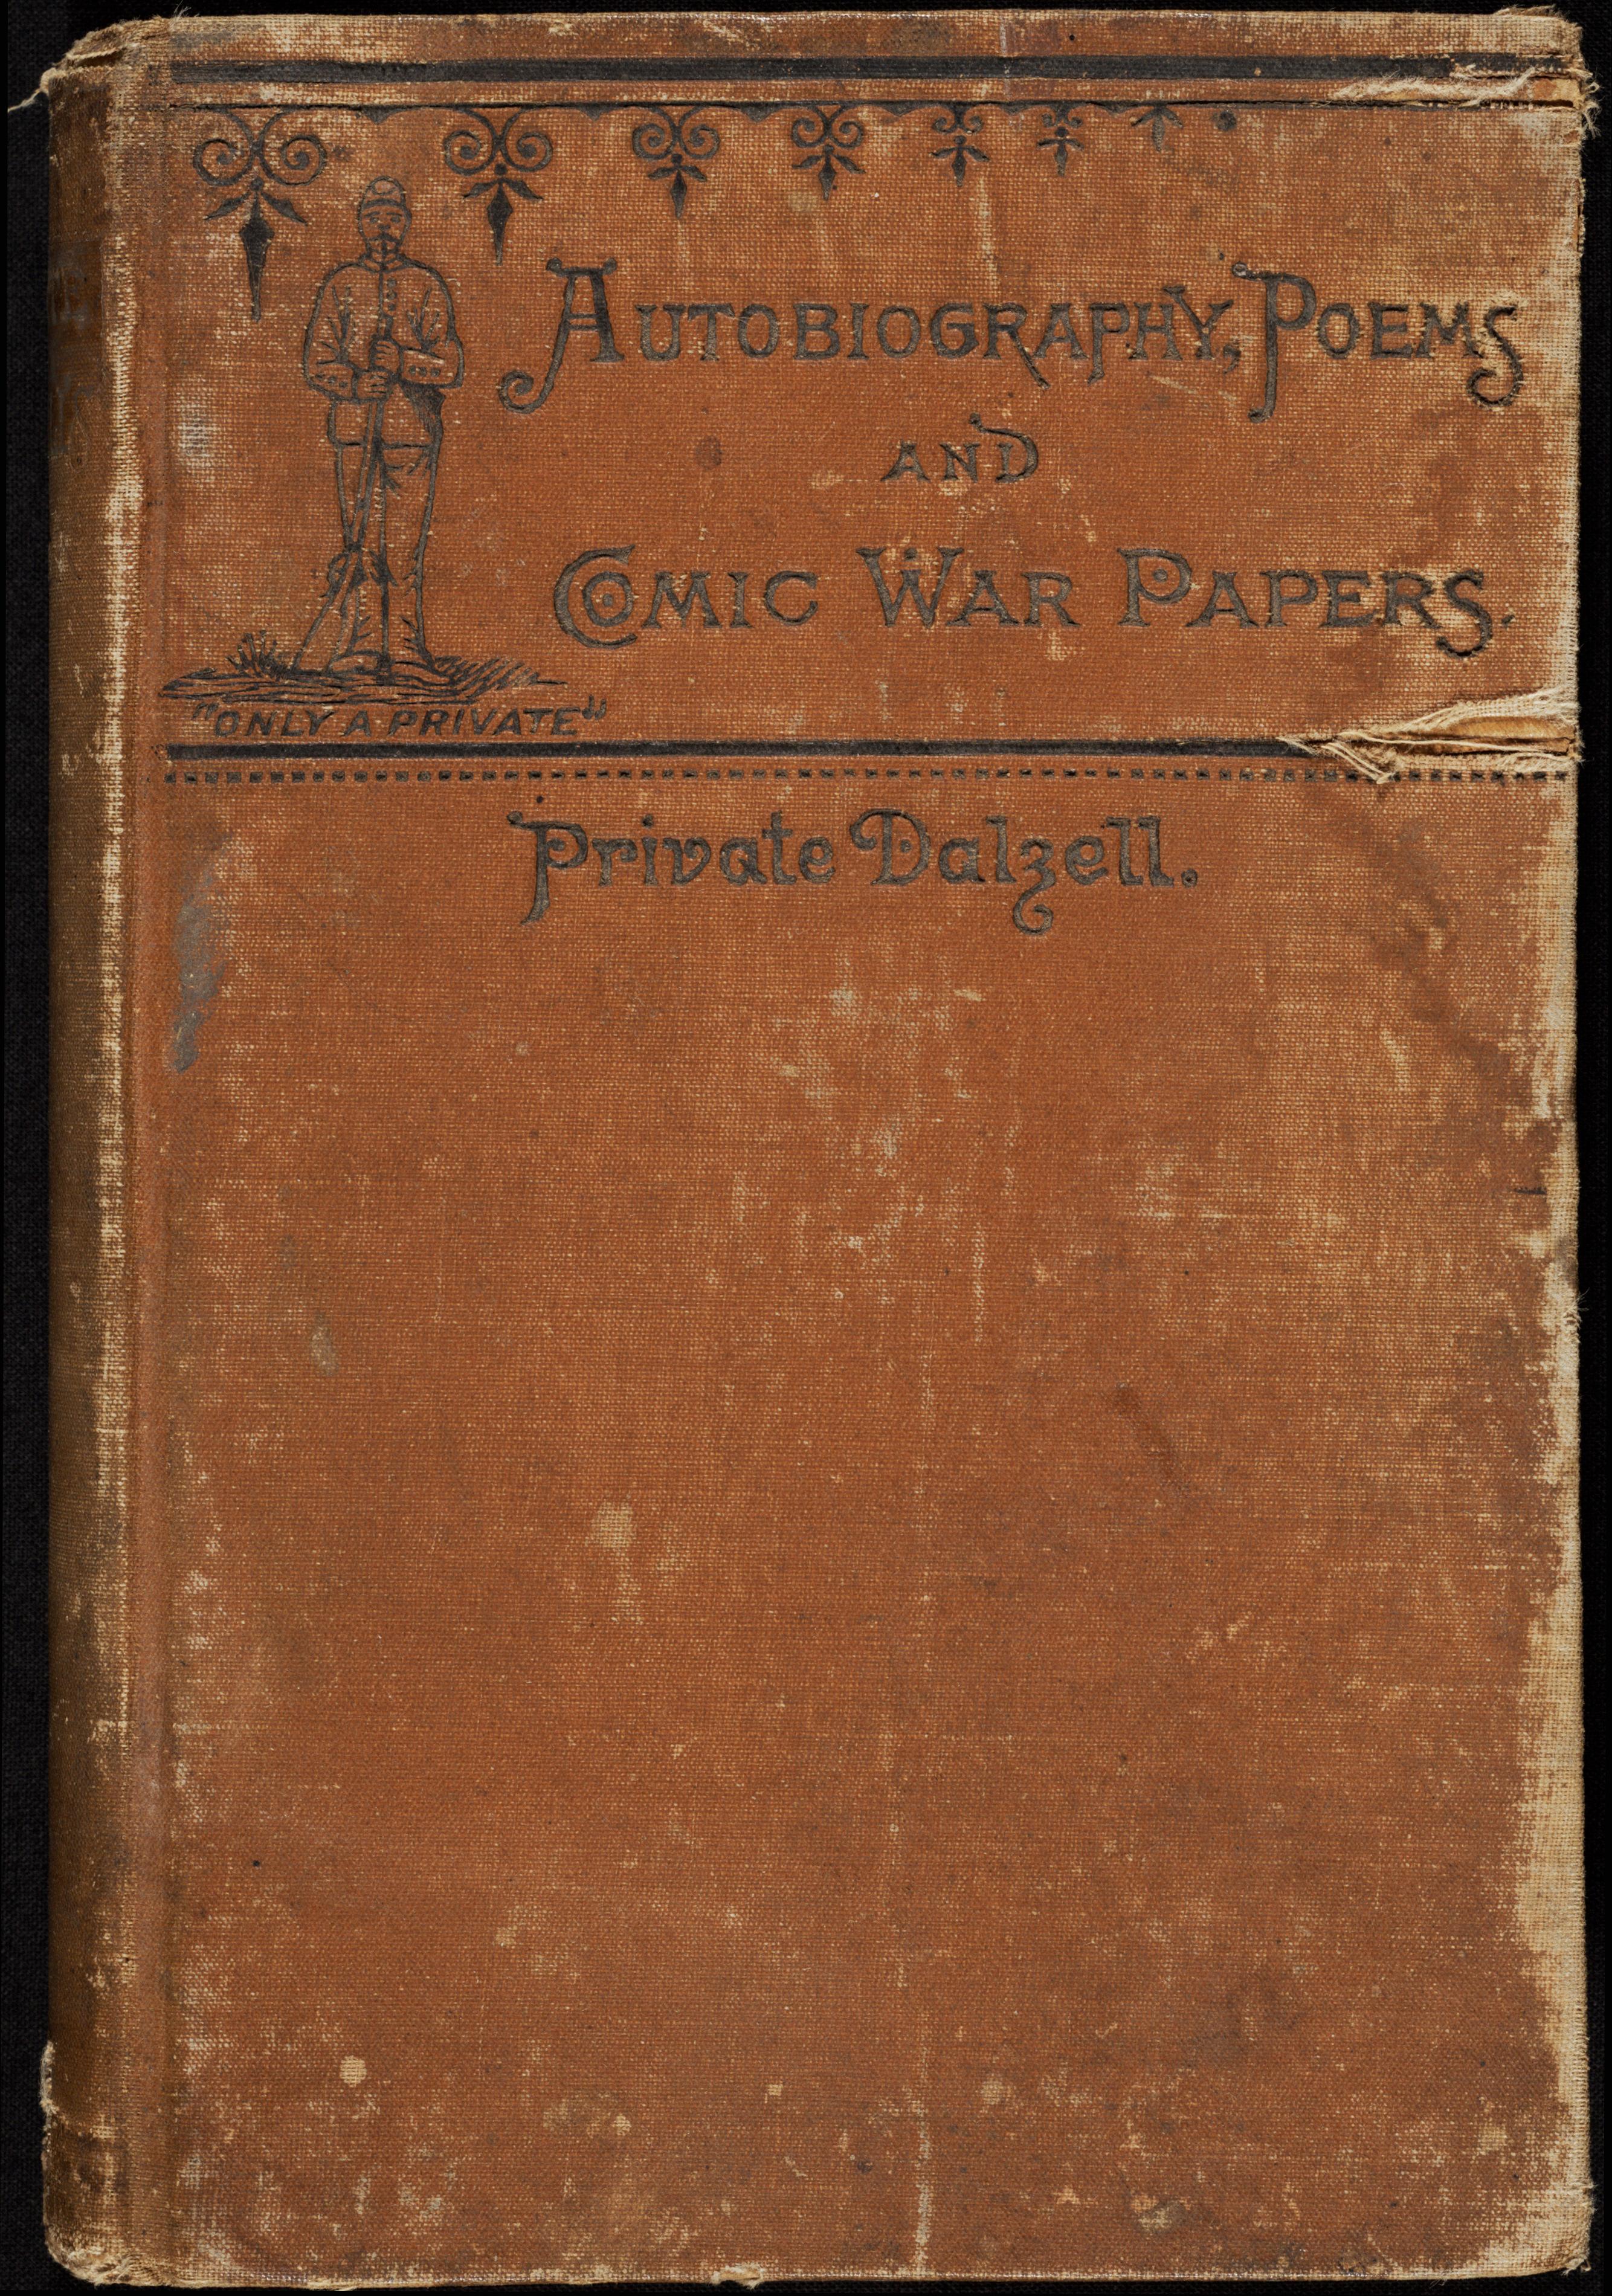 AUTOBIOGRAPHY, POEMS
AND
COMIC WAR PAPERS.
"ONLY A PRIVATE"
Private Dalzell.